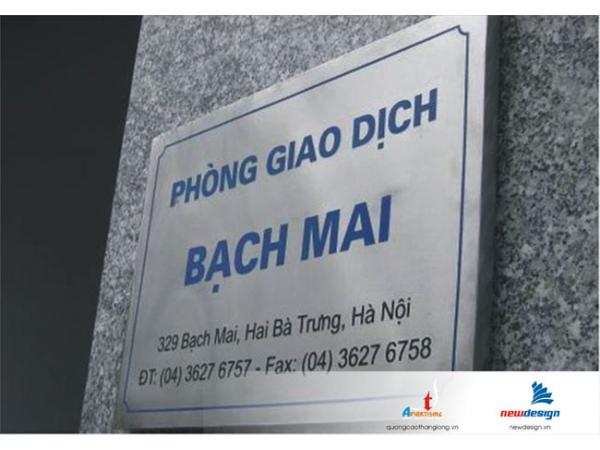 PHÒNG GIAO DỊCH
BẠCH MAI
329 Bạch Mai, Hai Bà Trưng, Hà Nội
ĐT: (04) 3627 6757 - Fax: (04) 3627 6758
newdesign
quangcaothanglong.vn
newdesign.vn